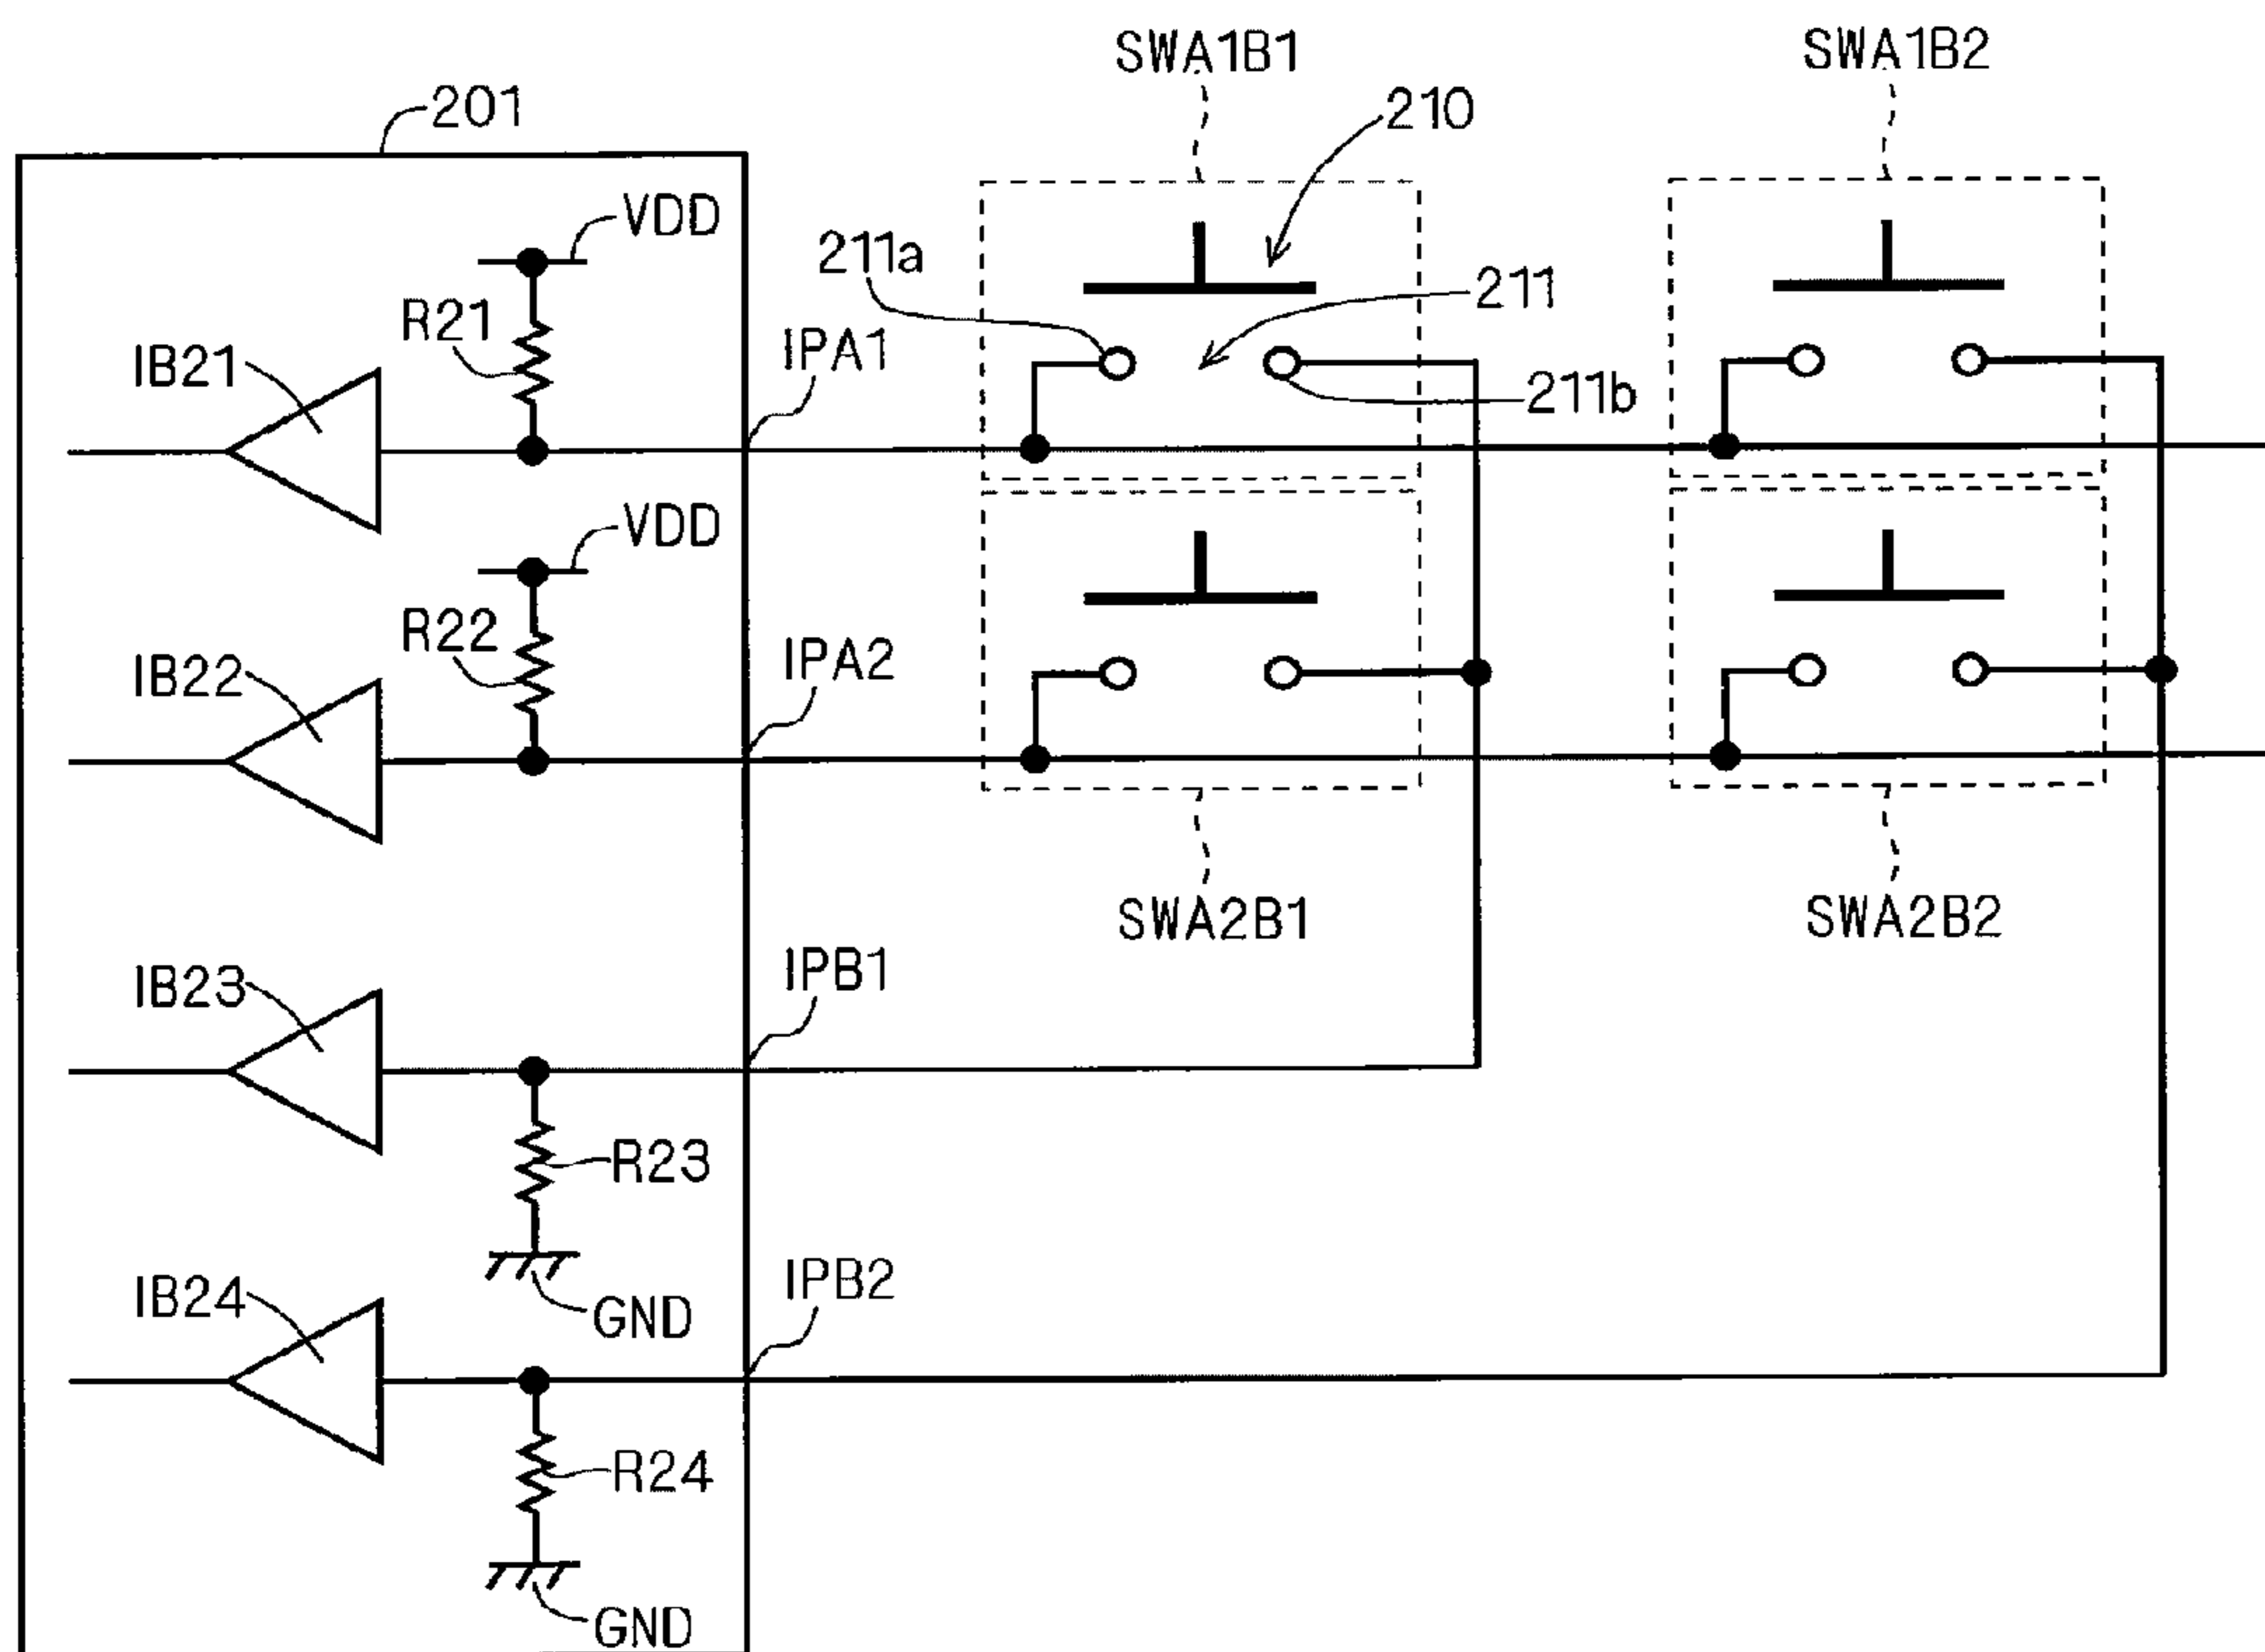 SWA1B1
SWA1B2
201
210
VDD
211a
211
R21
IPA1
IB21
211b
VDD
R22
IPA2
IB22
SWA2B1
SWA2B2
IPB1
IB23
R23
IPB2
IB24
GND
R24
GND